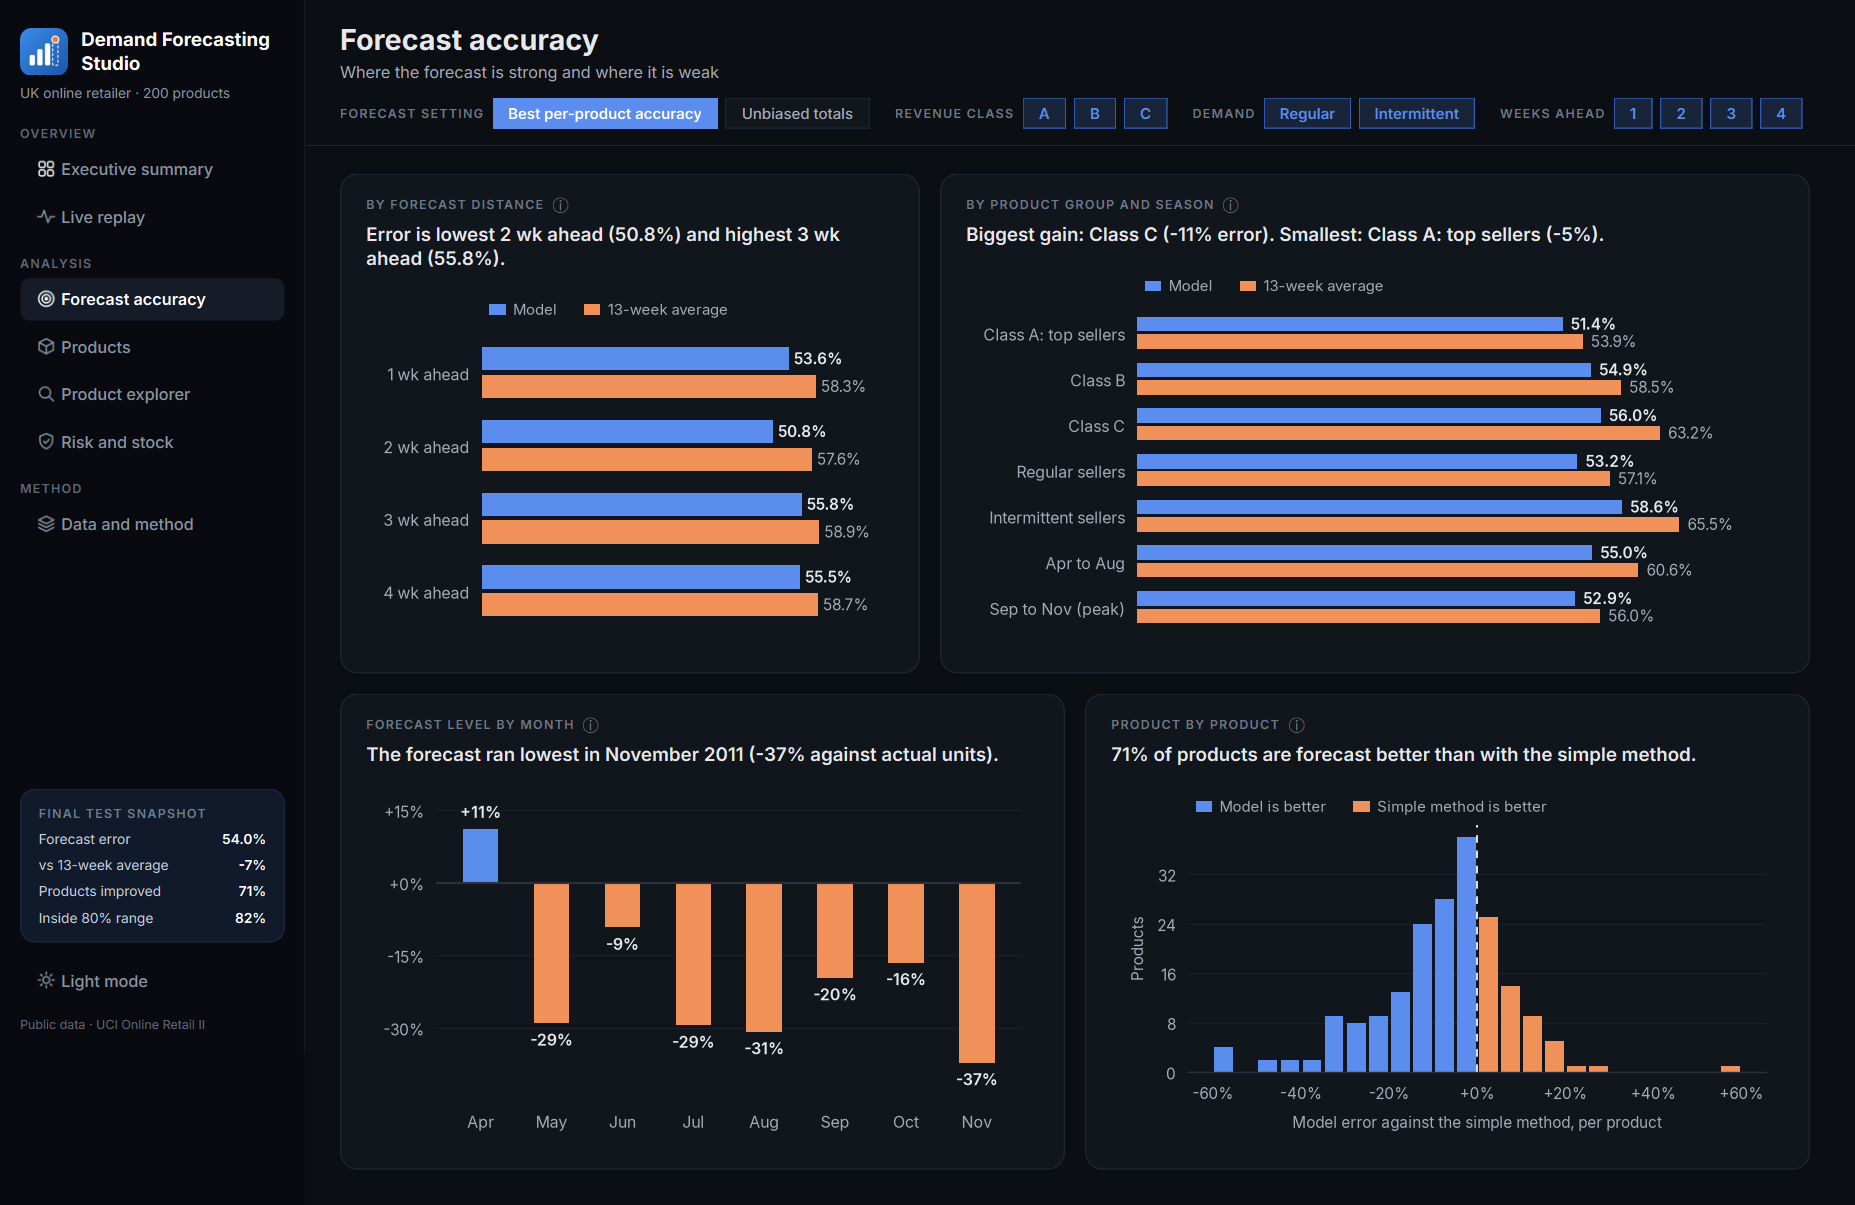 Demand Forecasting
Studio
UK online retailer · 200 products
OVERVIEW
Executive summary
Live replay
ANALYSIS
Forecast accuracy
Products
Product explorer
Risk and stock
METHOD
Data and method
FINAL TEST SNAPSHOT
Forecast error 54.0%
vs 13-week average -7%
Products improved 71%
Inside 80% range 82%
Light mode
Public data · UCI Online Retail II
Forecast accuracy
Where the forecast is strong and where it is weak
FORECAST SETTING Best per-product accuracy Unbiased totals REVENUE CLASS A B C DEMAND Regular Intermittent WEEKS AHEAD 1 2 3 4
BY FORECAST DISTANCE ⓘ
Error is lowest 2 wk ahead (50.8%) and highest 3 wk
ahead (55.8%).
Model 13-week average
1 wk ahead 53.6%
58.3%
2 wk ahead 50.8%
57.6%
3 wk ahead 55.8%
58.9%
4 wk ahead 55.5%
58.7%
BY PRODUCT GROUP AND SEASON ⓘ
Biggest gain: Class C (-11% error). Smallest: Class A: top sellers (-5%).
Model 13-week average
Class A: top sellers 51.4%
53.9%
Class B 54.9%
58.5%
Class C 56.0%
63.2%
Regular sellers 53.2%
57.1%
Intermittent sellers 58.6%
65.5%
Apr to Aug 55.0%
60.6%
Sep to Nov (peak) 52.9%
56.0%
FORECAST LEVEL BY MONTH ⓘ
The forecast ran lowest in November 2011 (-37% against actual units).
+15%
+0%
-15%
-30%
+11%
-29%
-9%
-29%
-31%
-20%
-16%
-37%
Apr May Jun Jul Aug Sep Oct Nov
PRODUCT BY PRODUCT ⓘ
71% of products are forecast better than with the simple method.
Model is better Simple method is better
Products
32
24
16
8
0
-60% -40% -20% +0% +20% +40% +60%
Model error against the simple method, per product